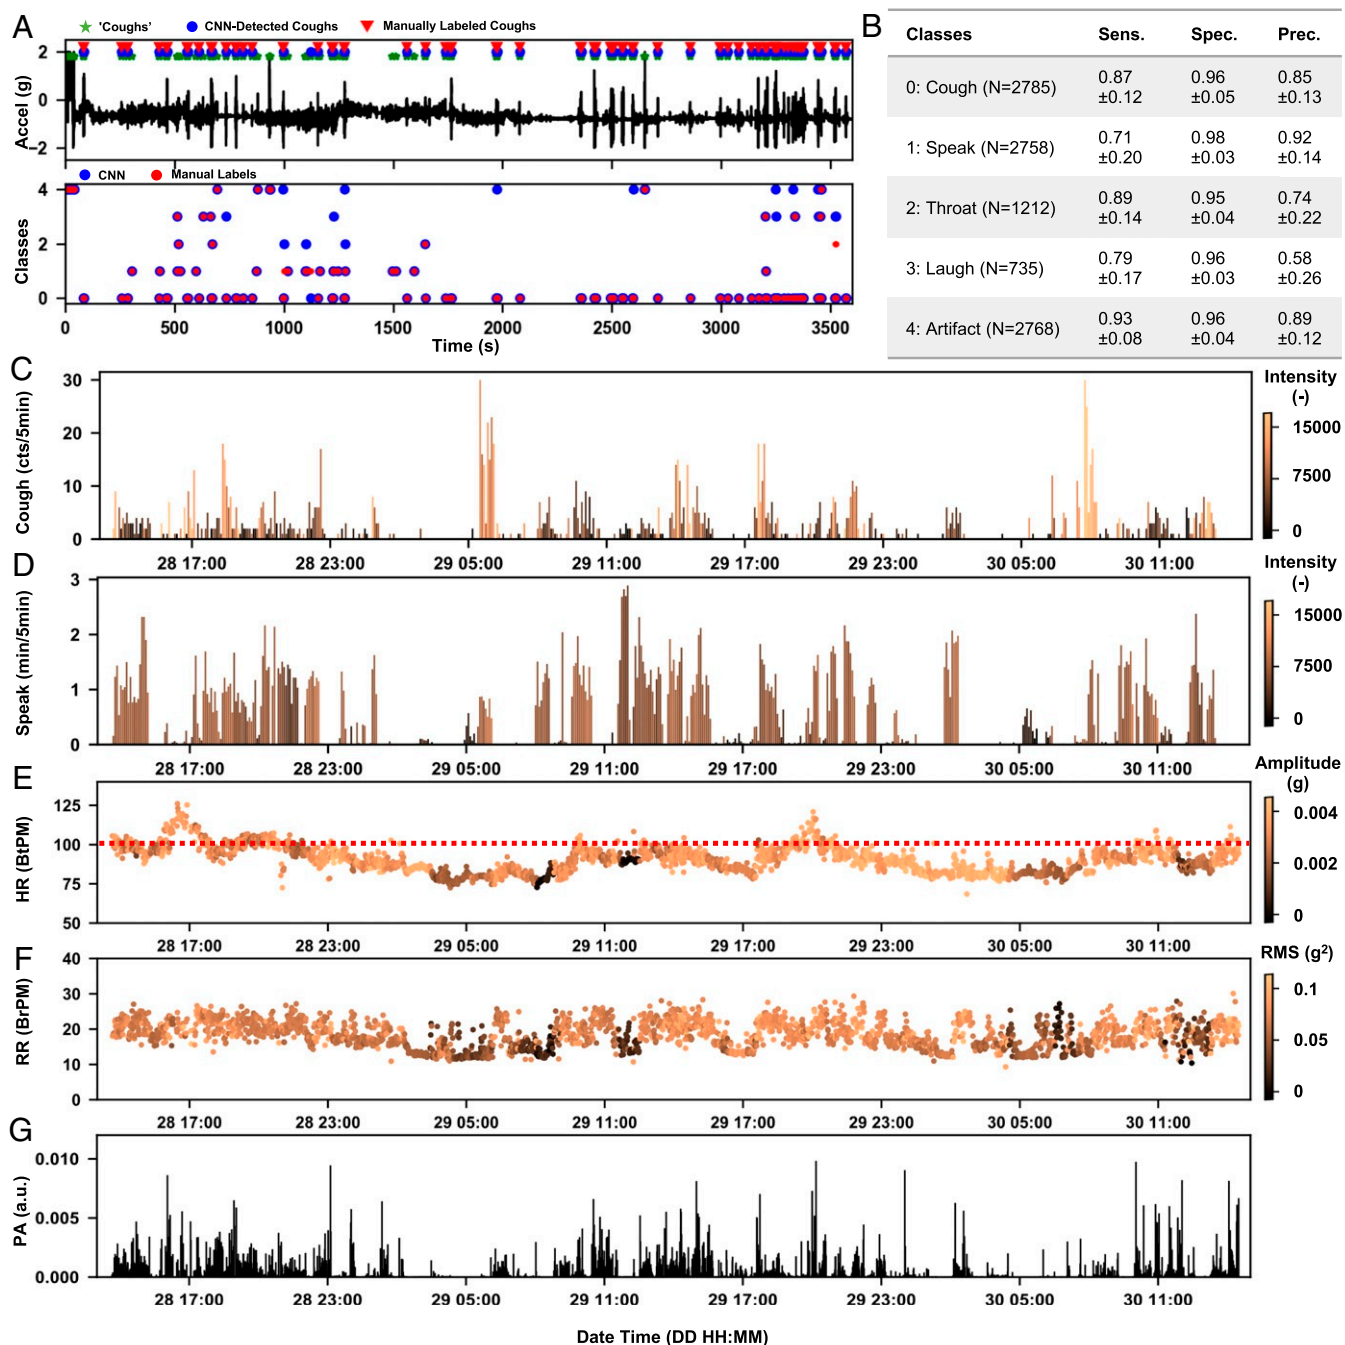 A
★ 'Coughs' ● CNN-Detected Coughs ▼ Manually Labeled Coughs
Accel (g)
2
0
−2
● CNN ● Manual Labels
Classes
4
2
0
0 500 1000 1500 2000 2500 3000 3500
Time (s)
B
Classes Sens. Spec. Prec.
0: Cough (N=2785) 0.87 ±0.12 0.96 ±0.05 0.85 ±0.13
1: Speak (N=2758) 0.71 ±0.20 0.98 ±0.03 0.92 ±0.14
2: Throat (N=1212) 0.89 ±0.14 0.95 ±0.04 0.74 ±0.22
3: Laugh (N=735) 0.79 ±0.17 0.96 ±0.03 0.58 ±0.26
4: Artifact (N=2768) 0.93 ±0.08 0.96 ±0.04 0.89 ±0.12
C
Cough (cts/5min)
30
20
10
0
28 17:00 28 23:00 29 05:00 29 11:00 29 17:00 29 23:00 30 05:00 30 11:00
Intensity
(-)
15000
7500
0
D
Speak (min/5min)
3
2
1
0
28 17:00 28 23:00 29 05:00 29 11:00 29 17:00 29 23:00 30 05:00 30 11:00
Intensity
(-)
15000
7500
0
E
HR (BtPM)
125
100
75
50
28 17:00 28 23:00 29 05:00 29 11:00 29 17:00 29 23:00 30 05:00 30 11:00
Amplitude
(g)
0.004
0.002
0
F
RR (BrPM)
40
30
20
10
0
28 17:00 28 23:00 29 05:00 29 11:00 29 17:00 29 23:00 30 05:00 30 11:00
RMS (g²)
0.1
0.05
0
G
PA (a.u.)
0.010
0.005
0.000
28 17:00 28 23:00 29 05:00 29 11:00 29 17:00 29 23:00 30 05:00 30 11:00
Date Time (DD HH:MM)